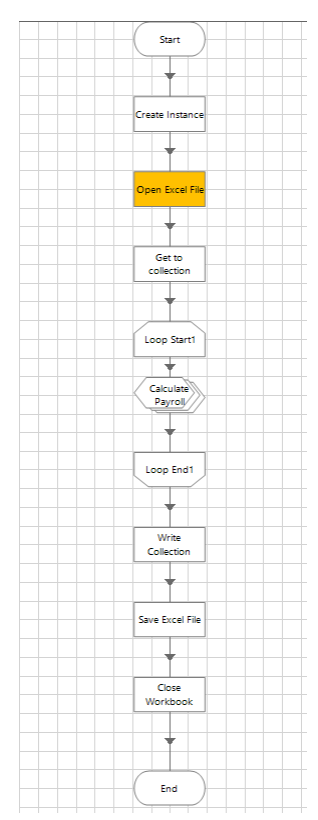 Start
Create Instance
Open Excel File
Get to
collection
Loop Start1
Calculate
Payroll
Loop End1
Write
Collection
Save Excel File
Close
Workbook
End